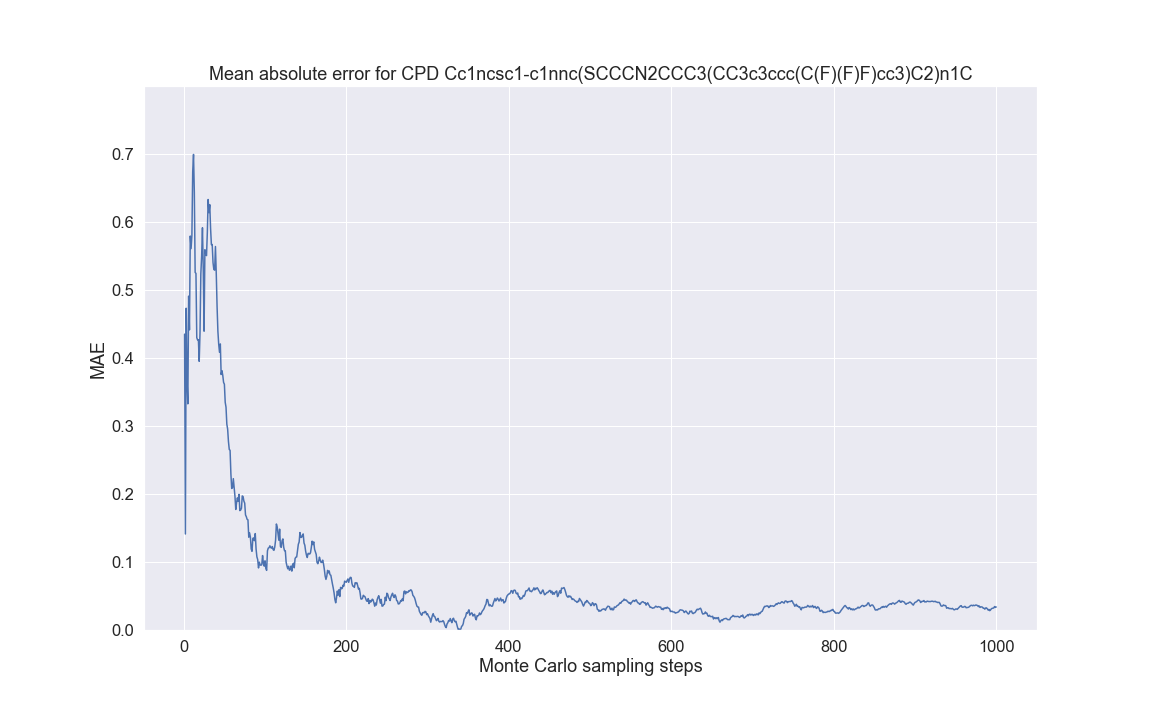 Mean absolute error for CPD Cc1ncsc1-c1nnc(SCCCN2CCC3(CC3c3ccc(C(F)(F)F)cc3)C2)n1C
0.7
0.6
0.5
0.4
0.3
0.2
0.1
0.0
MAE
0 200 400 600 800 1000
Monte Carlo sampling steps